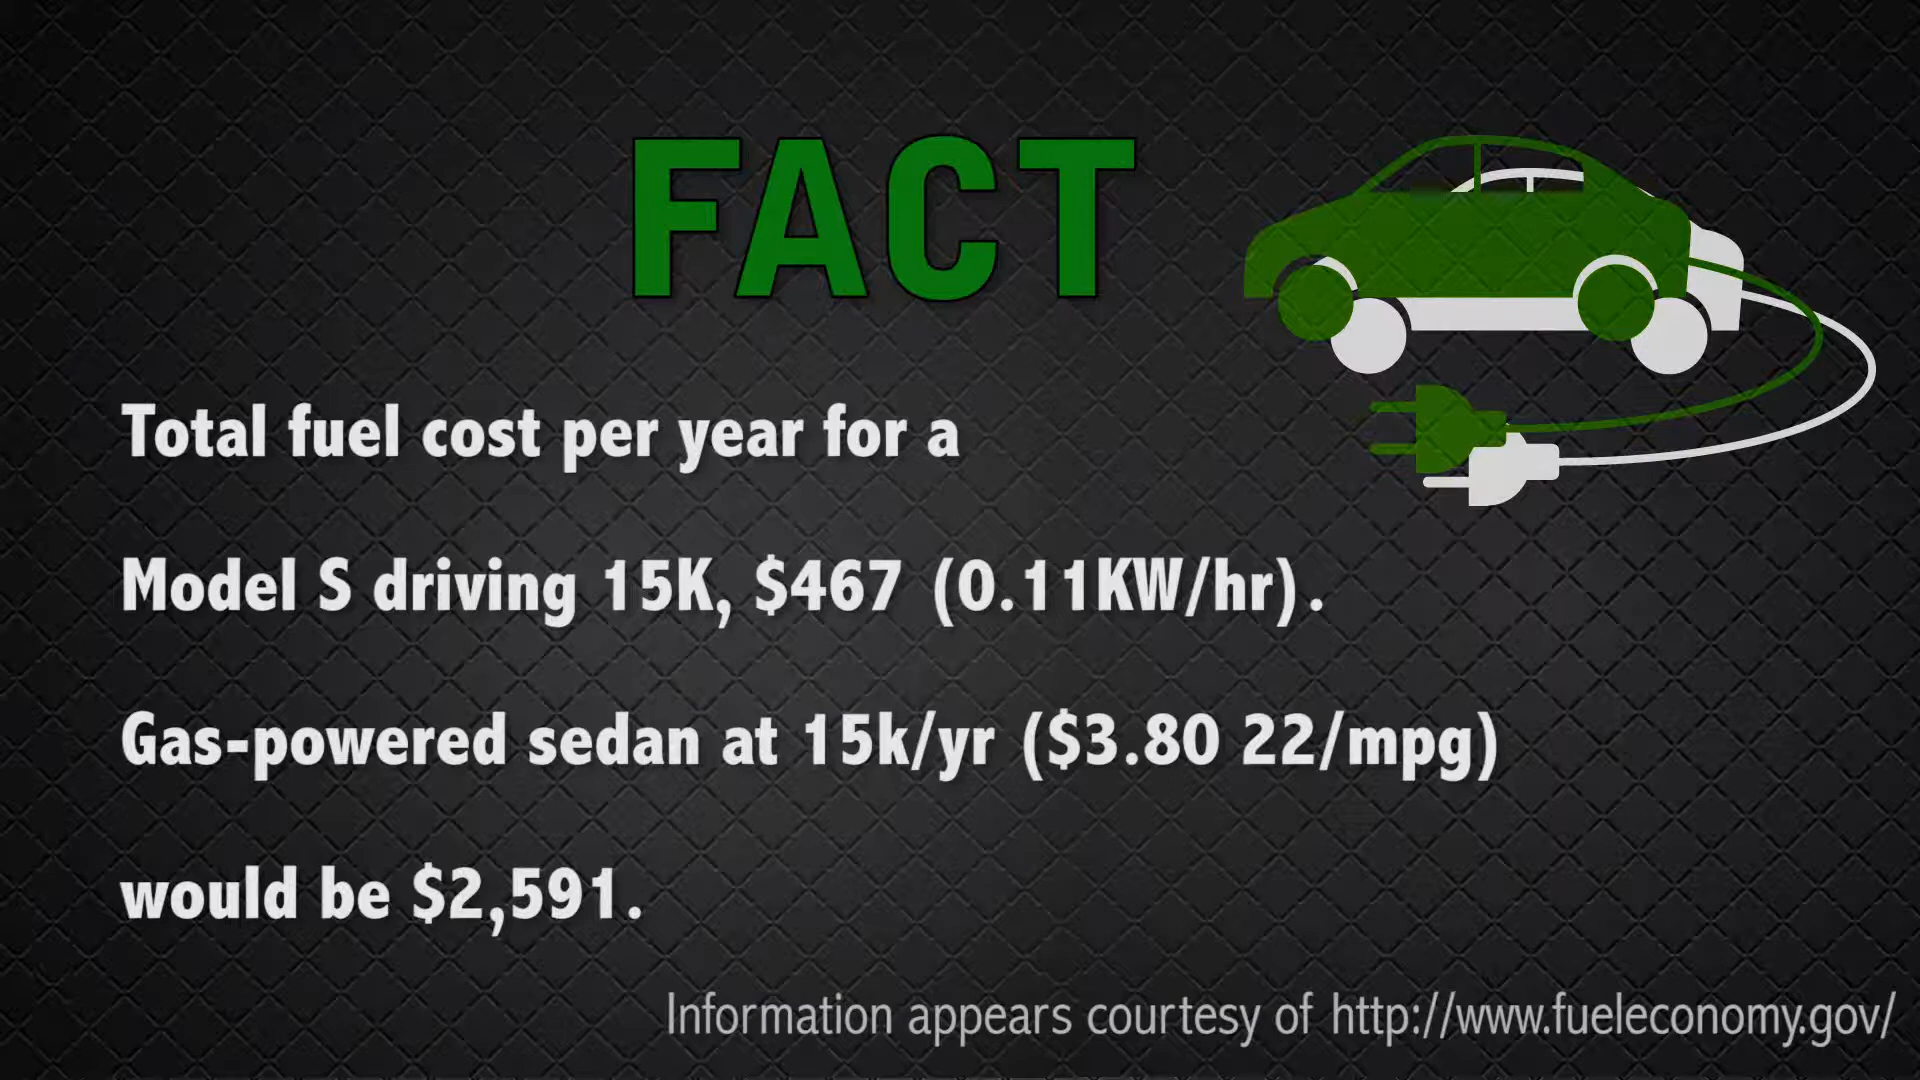 FACT
Total fuel cost per year for a
Model S driving 15K, $467 (0.11KW/hr).
Gas-powered sedan at 15k/yr ($3.80 22/mpg)
would be $2,591.
Information appears courtesy of http://www.fueleconomy.gov/